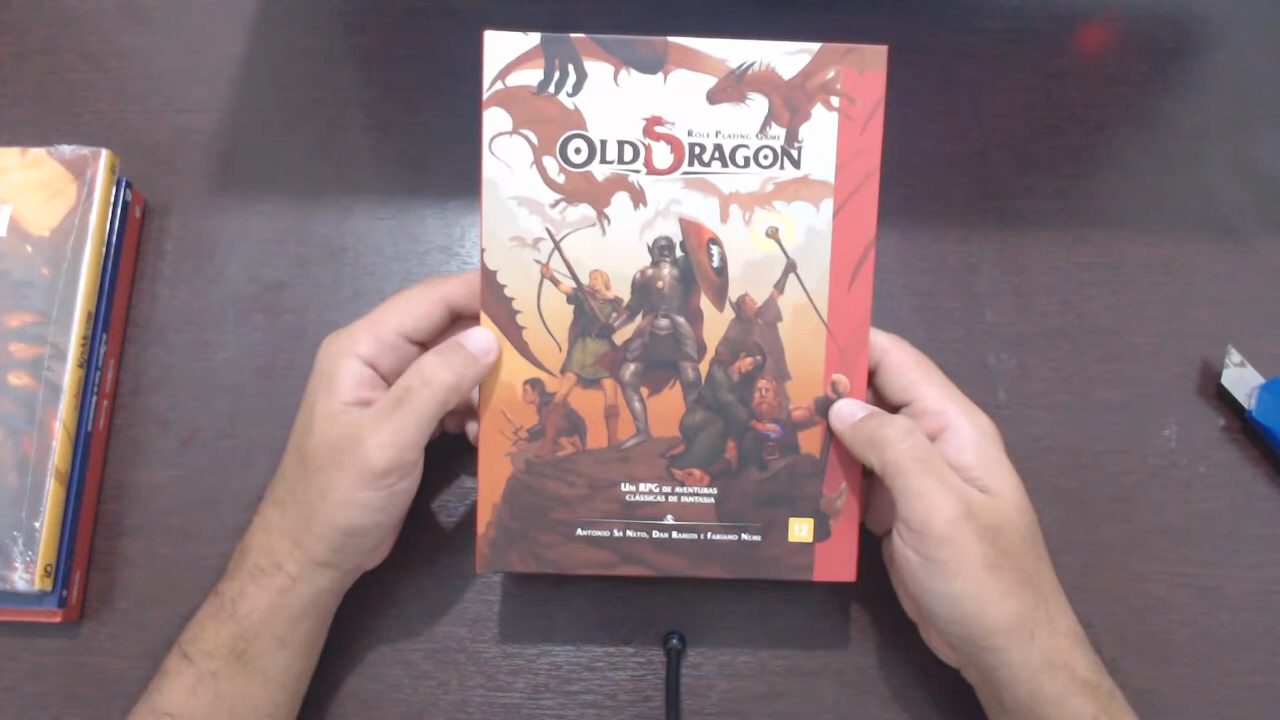 Role Playing Game
Old Dragon
Um RPG de aventuras
clássicas de fantasia
Antonio Sá Neto, Dan Ramos e Fabiano Neme
12